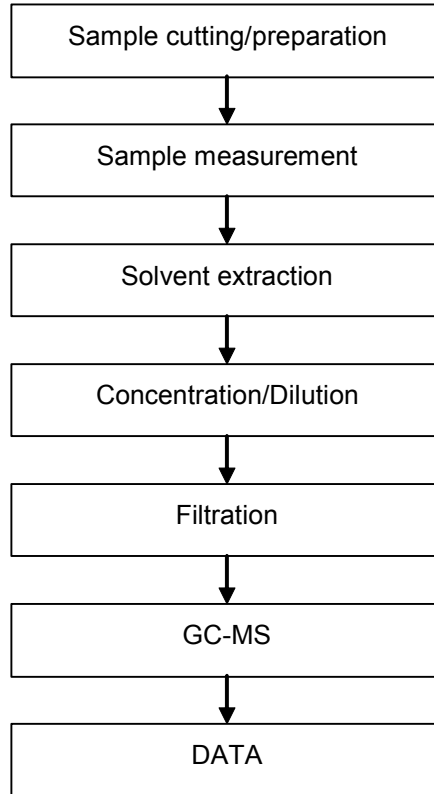 Sample cutting/preparation
Sample measurement
Solvent extraction
Concentration/Dilution
Filtration
GC-MS
DATA